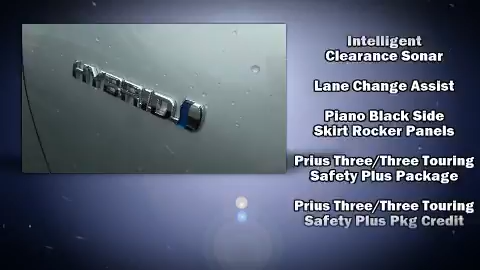 HYBRID
Intelligent
Clearance Sonar
Lane Change Assist
Piano Black Side
Skirt Rocker Panels
Prius Three/Three Touring
Safety Plus Package
Prius Three/Three Touring
Safety Plus Pkg Credit